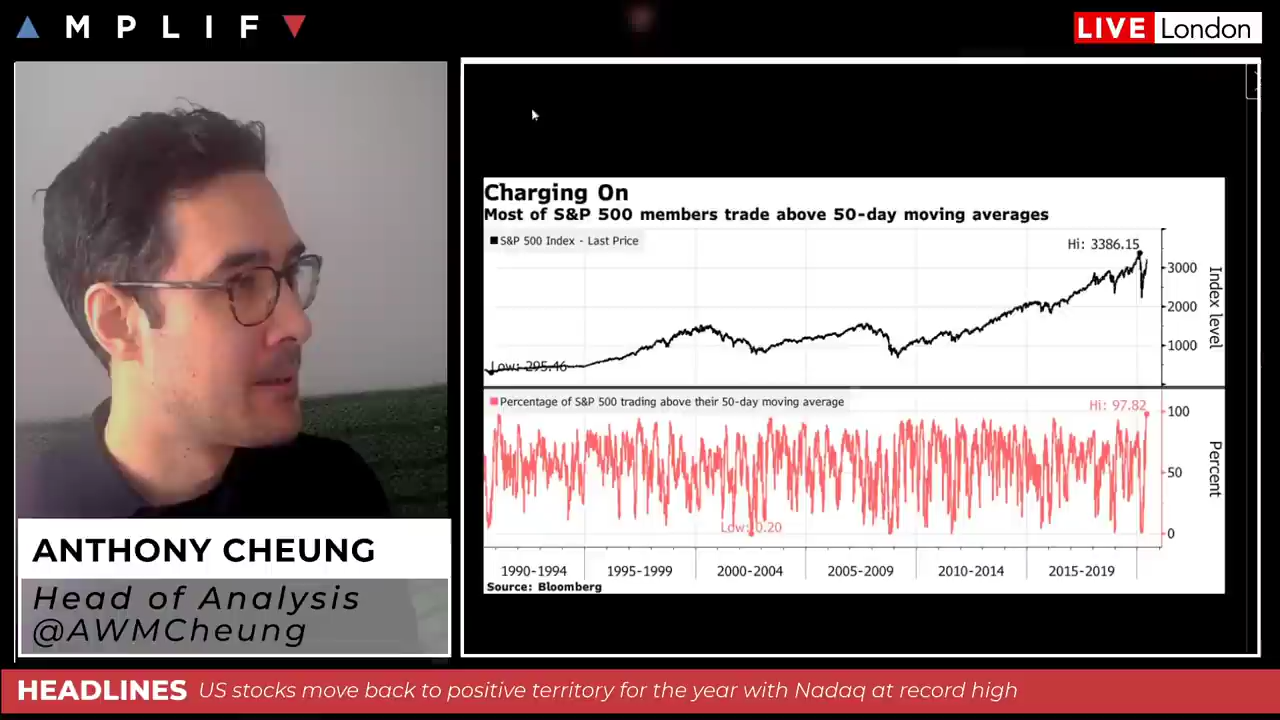 AMPLIFY
LIVE London
Charging On
Most of S&P 500 members trade above 50-day moving averages
S&P 500 Index - Last Price
Hi: 3386.15
3000
2000
1000
Index level
Low: 295.46
Percentage of S&P 500 trading above their 50-day moving average
Hi: 97.82
100
50
0
Percent
Low: 0.20
1990-1994 1995-1999 2000-2004 2005-2009 2010-2014 2015-2019
Source: Bloomberg
ANTHONY CHEUNG
Head of Analysis
@AWMCheung
HEADLINES US stocks move back to positive territory for the year with Nadaq at record high